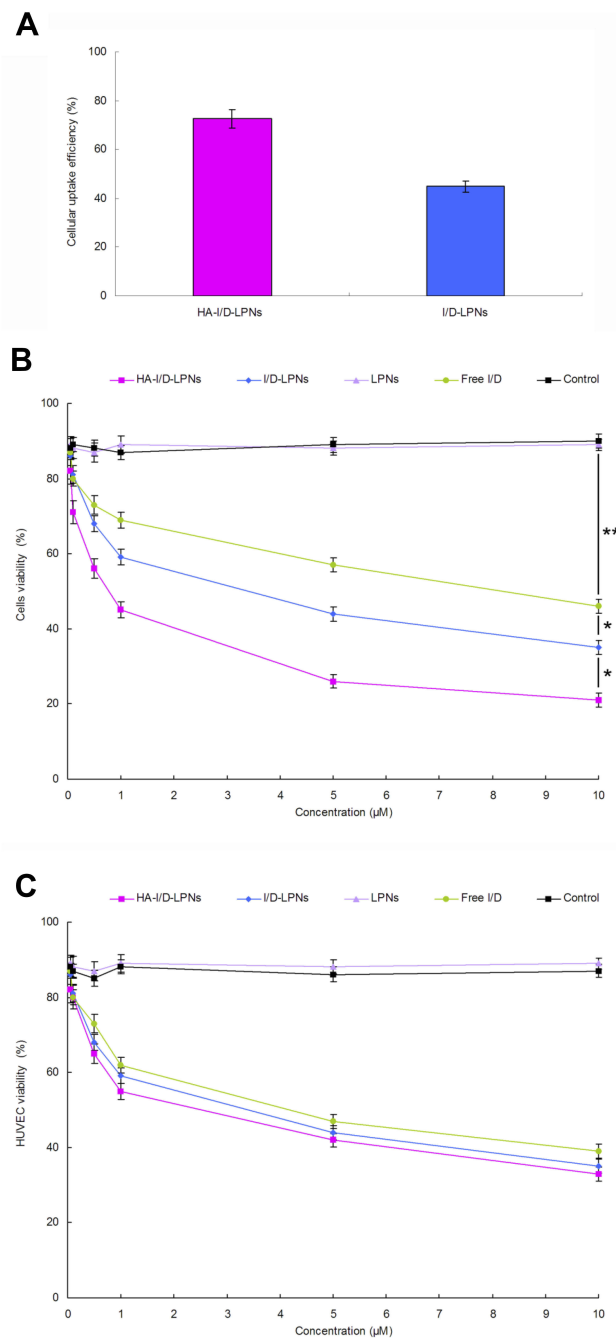 A
100
80
60
40
20
0
Cellular uptake efficiency (%)
HA-I/D-LPNs I/D-LPNs
B
HA-I/D-LPNs I/D-LPNs LPNs Free I/D Control
100
80
60
40
20
0
Cells viability (%)
**
*
*
0 1 2 3 4 5 6 7 8 9 10
Concentration (µM)
C
HA-I/D-LPNs I/D-LPNs LPNs Free I/D Control
100
80
60
40
20
0
HUVEC viability (%)
0 1 2 3 4 5 6 7 8 9 10
Concentration (µM)